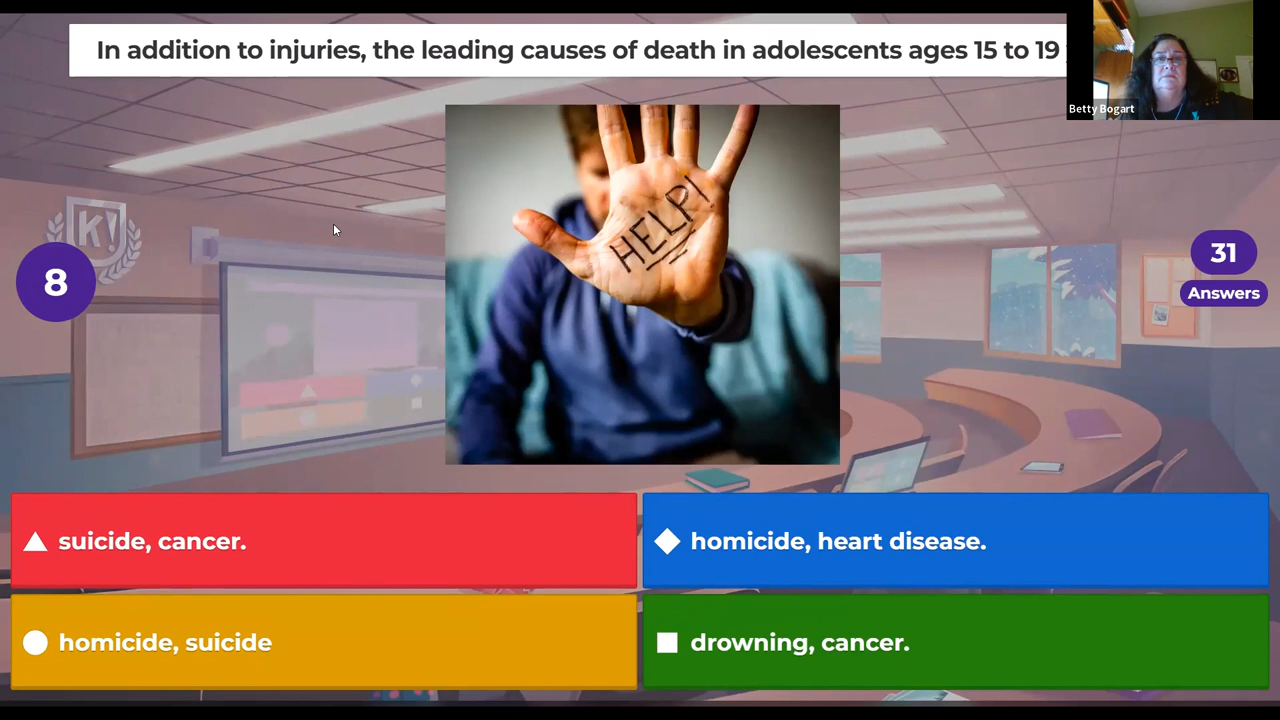 In addition to injuries, the leading causes of death in adolescents ages 15 to 19
Betty Bogart
HELP!
K!
8
31
Answers
suicide, cancer.
homicide, heart disease.
homicide, suicide
drowning, cancer.